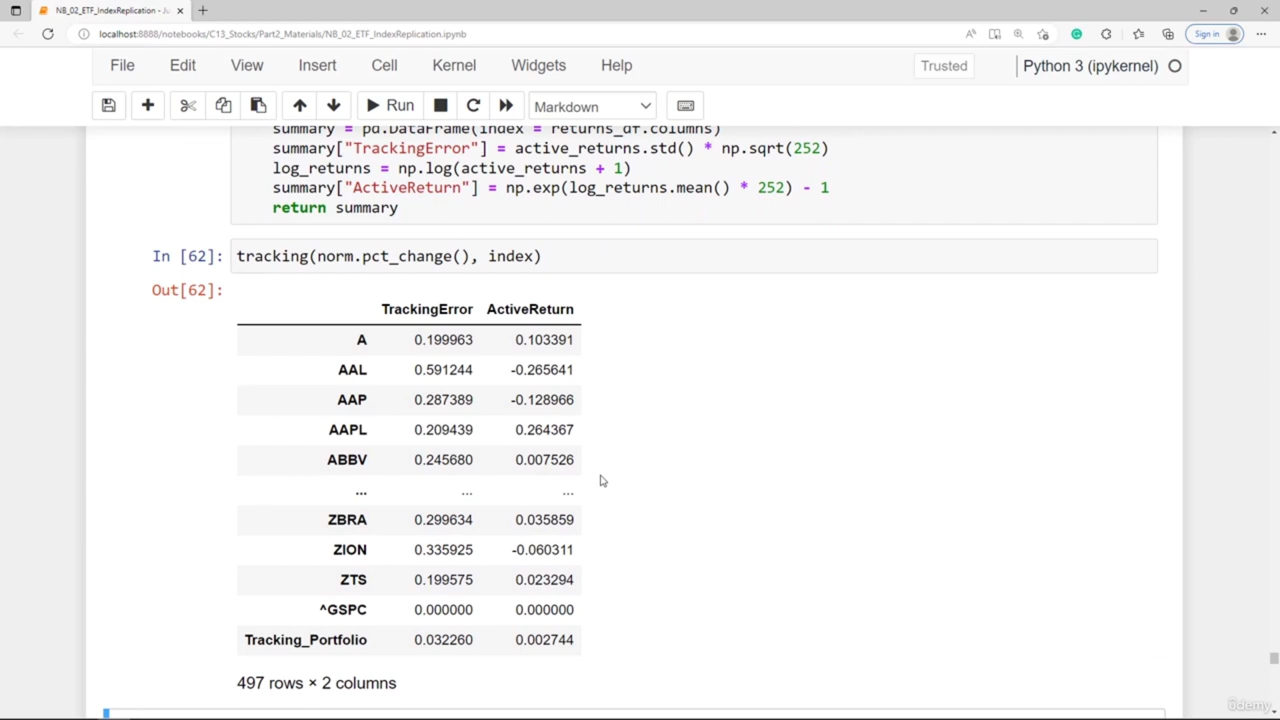 NB_02_ETF_IndexReplication - Ju
localhost:8888/notebooks/C13_Stocks/Part2_Materials/NB_02_ETF_IndexReplication.ipynb
Sign in
File Edit View Insert Cell Kernel Widgets Help Trusted Python 3 (ipykernel)
Run Markdown
summary = pd.DataFrame(index = returns_df.columns)
summary["TrackingError"] = active_returns.std() * np.sqrt(252)
log_returns = np.log(active_returns + 1)
summary["ActiveReturn"] = np.exp(log_returns.mean() * 252) - 1
return summary
In [62]: tracking(norm.pct_change(), index)
Out[62]:
TrackingError ActiveReturn
A 0.199963 0.103391
AAL 0.591244 -0.265641
AAP 0.287389 -0.128966
AAPL 0.209439 0.264367
ABBV 0.245680 0.007526
... ... ...
ZBRA 0.299634 0.035859
ZION 0.335925 -0.060311
ZTS 0.199575 0.023294
^GSPC 0.000000 0.000000
Tracking_Portfolio 0.032260 0.002744
497 rows × 2 columns
ûdemy